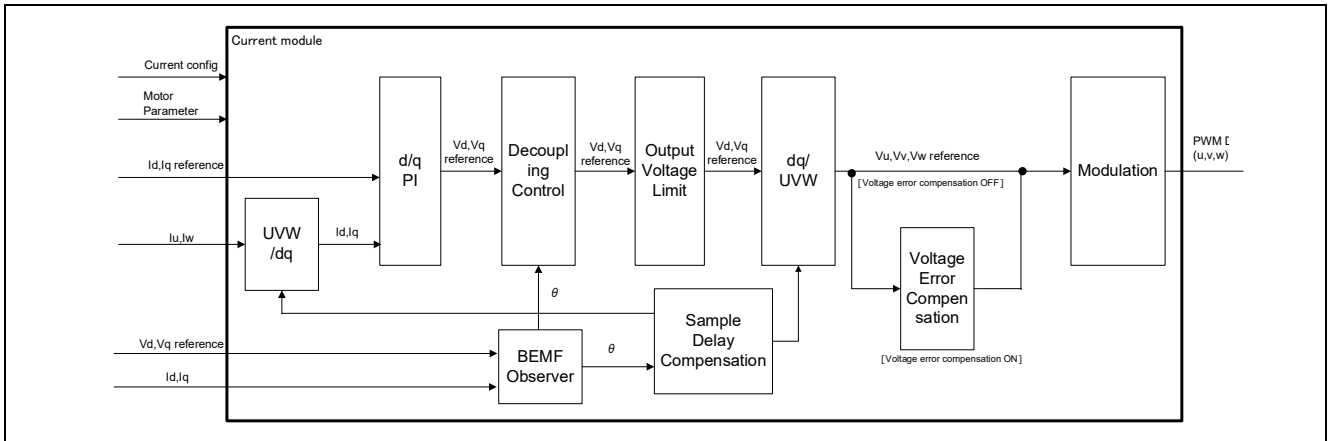 Current module
Current config
Motor
Parameter
Id,Iq reference
Iu,Iw
UVW
/dq
Id,Iq
d/q
PI
Vd,Vq
reference
Decoupl
ing
Control
Vd,Vq
reference
Output
Voltage
Limit
Vd,Vq
reference
dq/
UVW
Vu,Vv,Vw reference
[Voltage error compensation OFF]
Voltage
Error
Compen
sation
[Voltage error compensation ON]
Modulation
PWM
(u,v,w)
θ
Vd,Vq reference
Id,Iq
BEMF
Observer
θ
Sample
Delay
Compensation